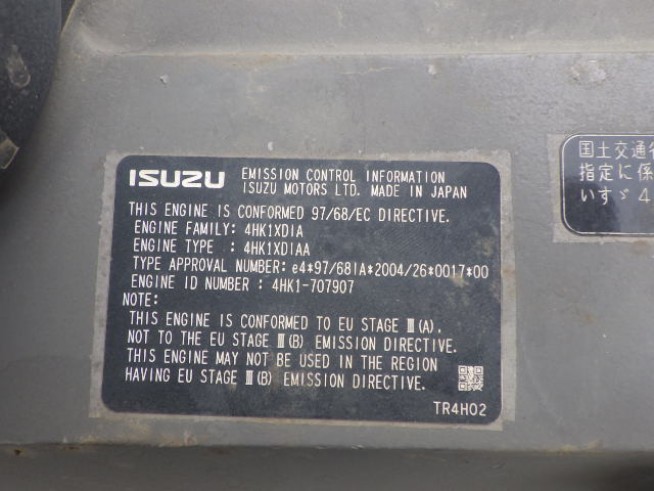 ISUZU EMISSION CONTROL INFORMATION
ISUZU MOTORS LTD. MADE IN JAPAN
THIS ENGINE IS CONFORMED 97/68/EC DIRECTIVE.
ENGINE FAMILY: 4HK1XDIA
ENGINE TYPE : 4HK1XDIAA
TYPE APPROVAL NUMBER: e4*97/68IA*2004/26*0017*00
ENGINE ID NUMBER : 4HK1-707907
NOTE:
THIS ENGINE IS CONFORMED TO EU STAGE Ⅲ(A).
NOT TO THE EU STAGE Ⅲ(B) EMISSION DIRECTIVE.
THIS ENGINE MAY NOT BE USED IN THE REGION
HAVING EU STAGE Ⅲ(B) EMISSION DIRECTIVE.
TR4H02
国土交通省
指定に係
いすゞ4